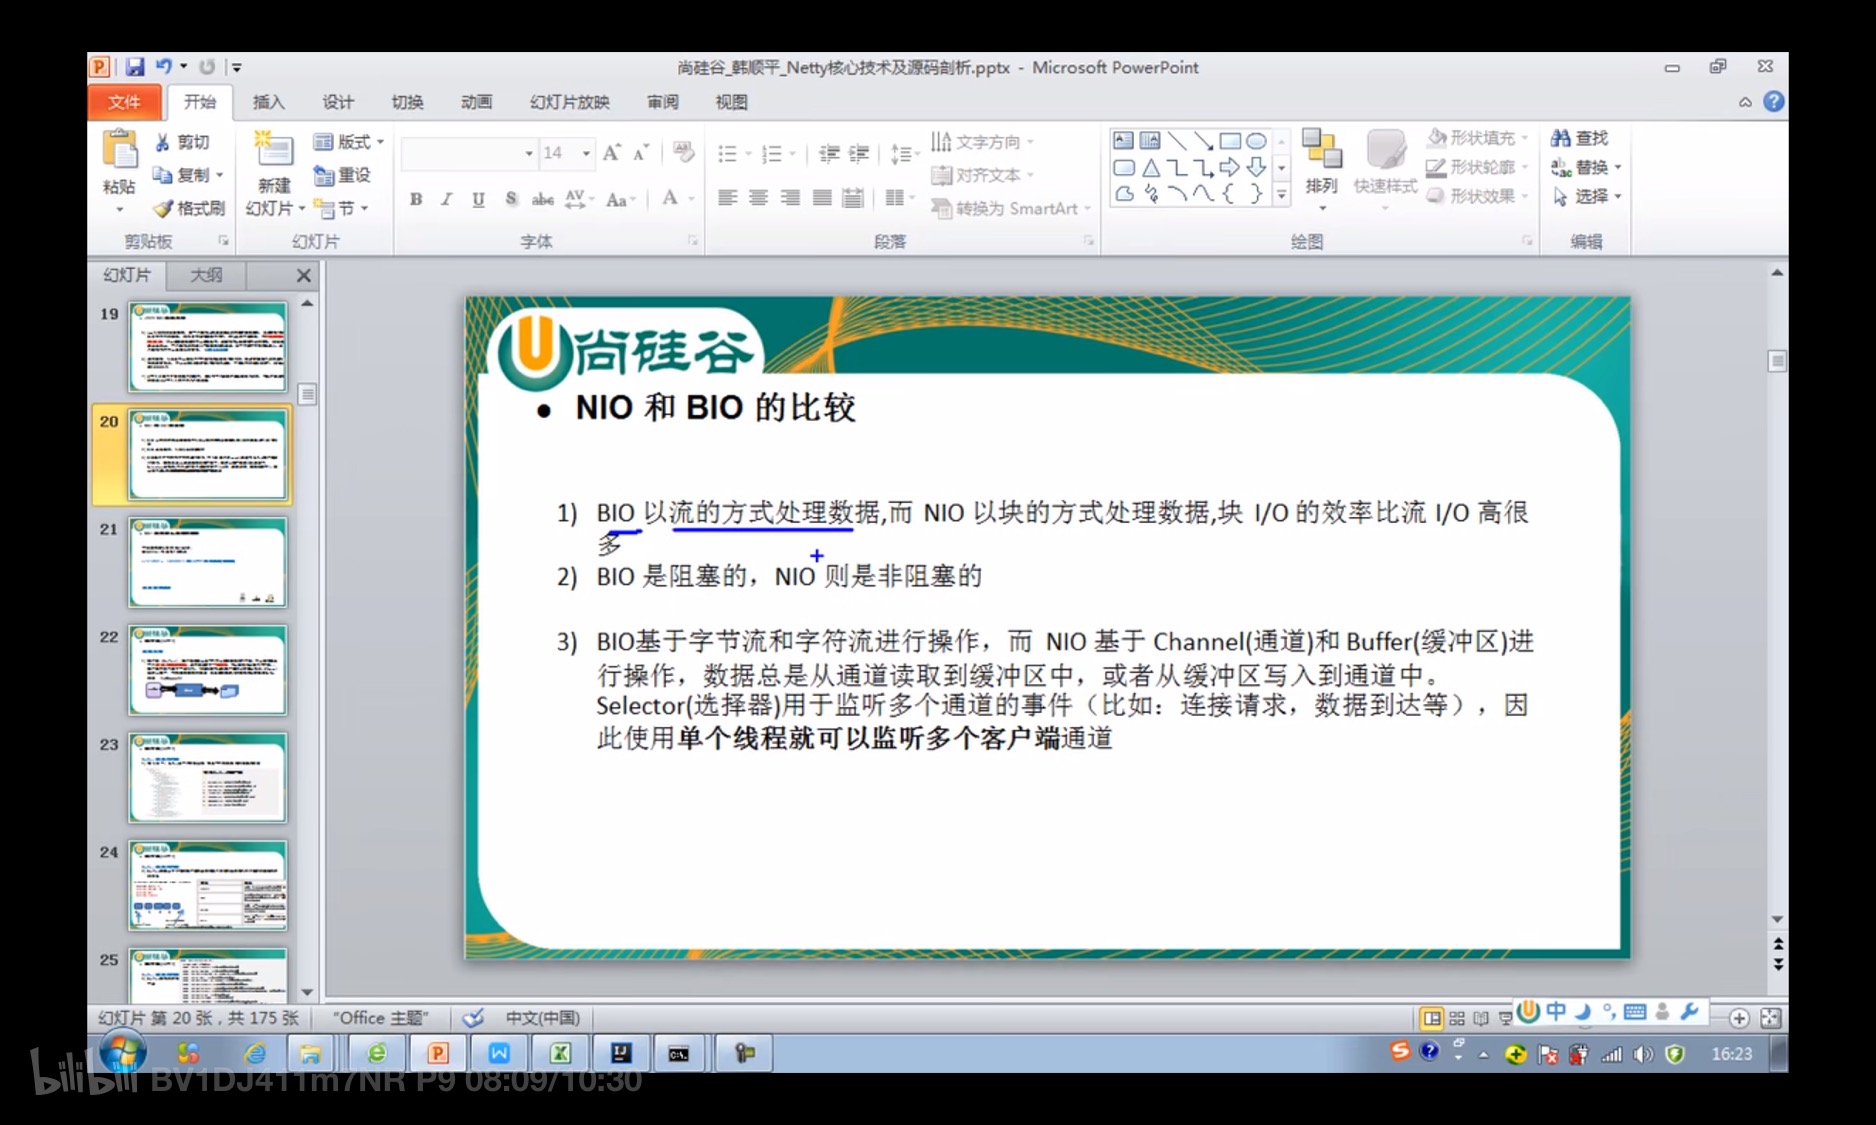 尚硅谷_韩顺平_Netty核心技术及源码剖析.pptx - Microsoft PowerPoint
文件 开始 插入 设计 切换 动画 幻灯片放映 审阅 视图
粘贴 剪切 复制 格式刷
剪贴板
新建幻灯片 版式 重设 节
幻灯片
14
字体
文字方向
对齐文本
转换为 SmartArt
段落
排列 快速样式 形状填充 形状轮廓 形状效果
绘图
查找
替换
选择
编辑
幻灯片 大纲
19
20
21
22
23
24
25
尚硅谷
• NIO 和 BIO 的比较
1) BIO 以流的方式处理数据,而 NIO 以块的方式处理数据,块 I/O 的效率比流 I/O 高很
多
2) BIO 是阻塞的，NIO 则是非阻塞的
3) BIO基于字节流和字符流进行操作，而 NIO 基于 Channel(通道)和 Buffer(缓冲区)进
行操作，数据总是从通道读取到缓冲区中，或者从缓冲区写入到通道中。
Selector(选择器)用于监听多个通道的事件（比如：连接请求，数据到达等），因
此使用单个线程就可以监听多个客户端通道
幻灯片 第 20 张，共 175 张 "Office 主题" 中文(中国)
中
16:23
bilibili BV1DJ411m7NR P9 08:09/10:30